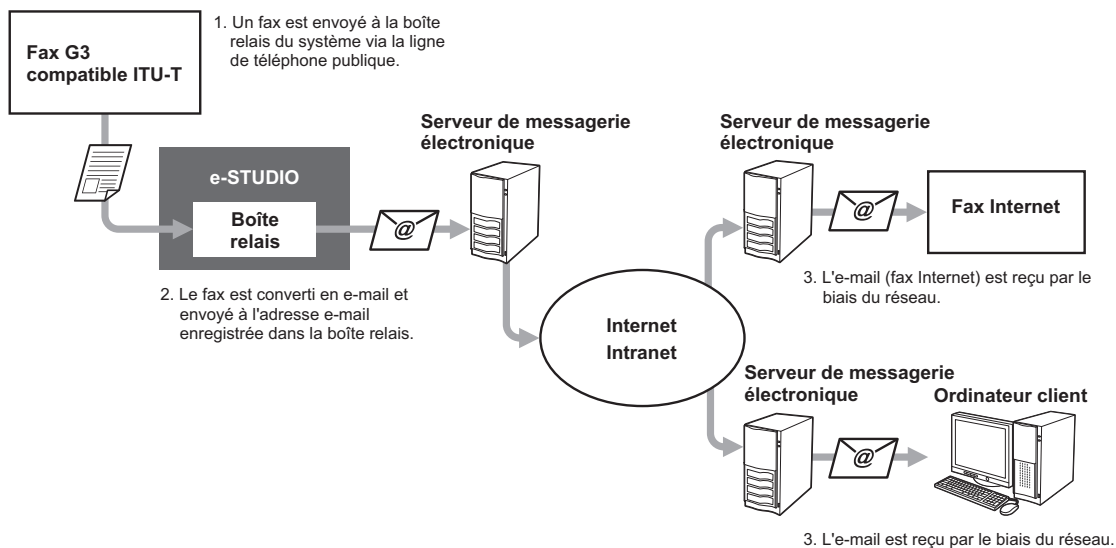 1. Un fax est envoyé à la boîte
relais du système via la ligne
de téléphone publique.
Fax G3
compatible ITU-T
e-STUDIO
Boîte
relais
2. Le fax est converti en e-mail et
envoyé à l'adresse e-mail
enregistrée dans la boîte relais.
@
Serveur de messagerie
électronique
Internet
Intranet
Serveur de messagerie
électronique
@
Fax Internet
3. L'e-mail (fax Internet) est reçu par le
biais du réseau.
Serveur de messagerie
électronique
@
Ordinateur client
3. L'e-mail est reçu par le biais du réseau.